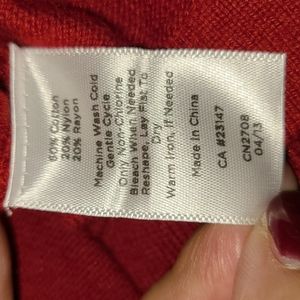 60% Cotton
20% Nylon
20% Rayon
Machine Wash Cold
Gentle Cycle
Only Non-Chlorine
Bleach When Needed
Reshape, Lay Flat To
Dry
Warm Iron, if Needed
Made In China
CA #23147
CN2708
04/13